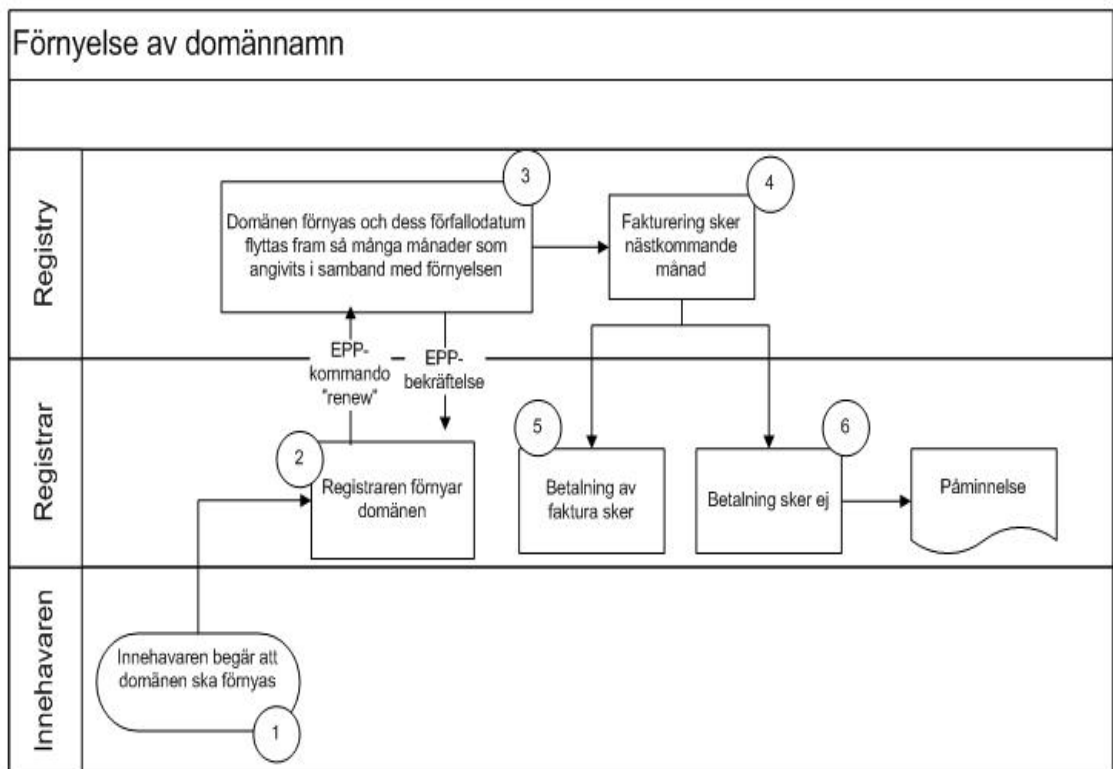 Förnyelse av domännamn
Registry
3
Domänen förnyas och dess förfallodatum
flyttas fram så många månader som
angivits i samband med förnyelsen
4
Fakturering sker
nästkommande
månad
EPP-
kommando
"renew"
EPP-
bekräftelse
Registrar
2
Registraren förnyar
domänen
5
Betalning av
faktura sker
6
Betalning sker ej
Påminnelse
Innehavaren
Innehavaren begär att
domänen ska förnyas
1